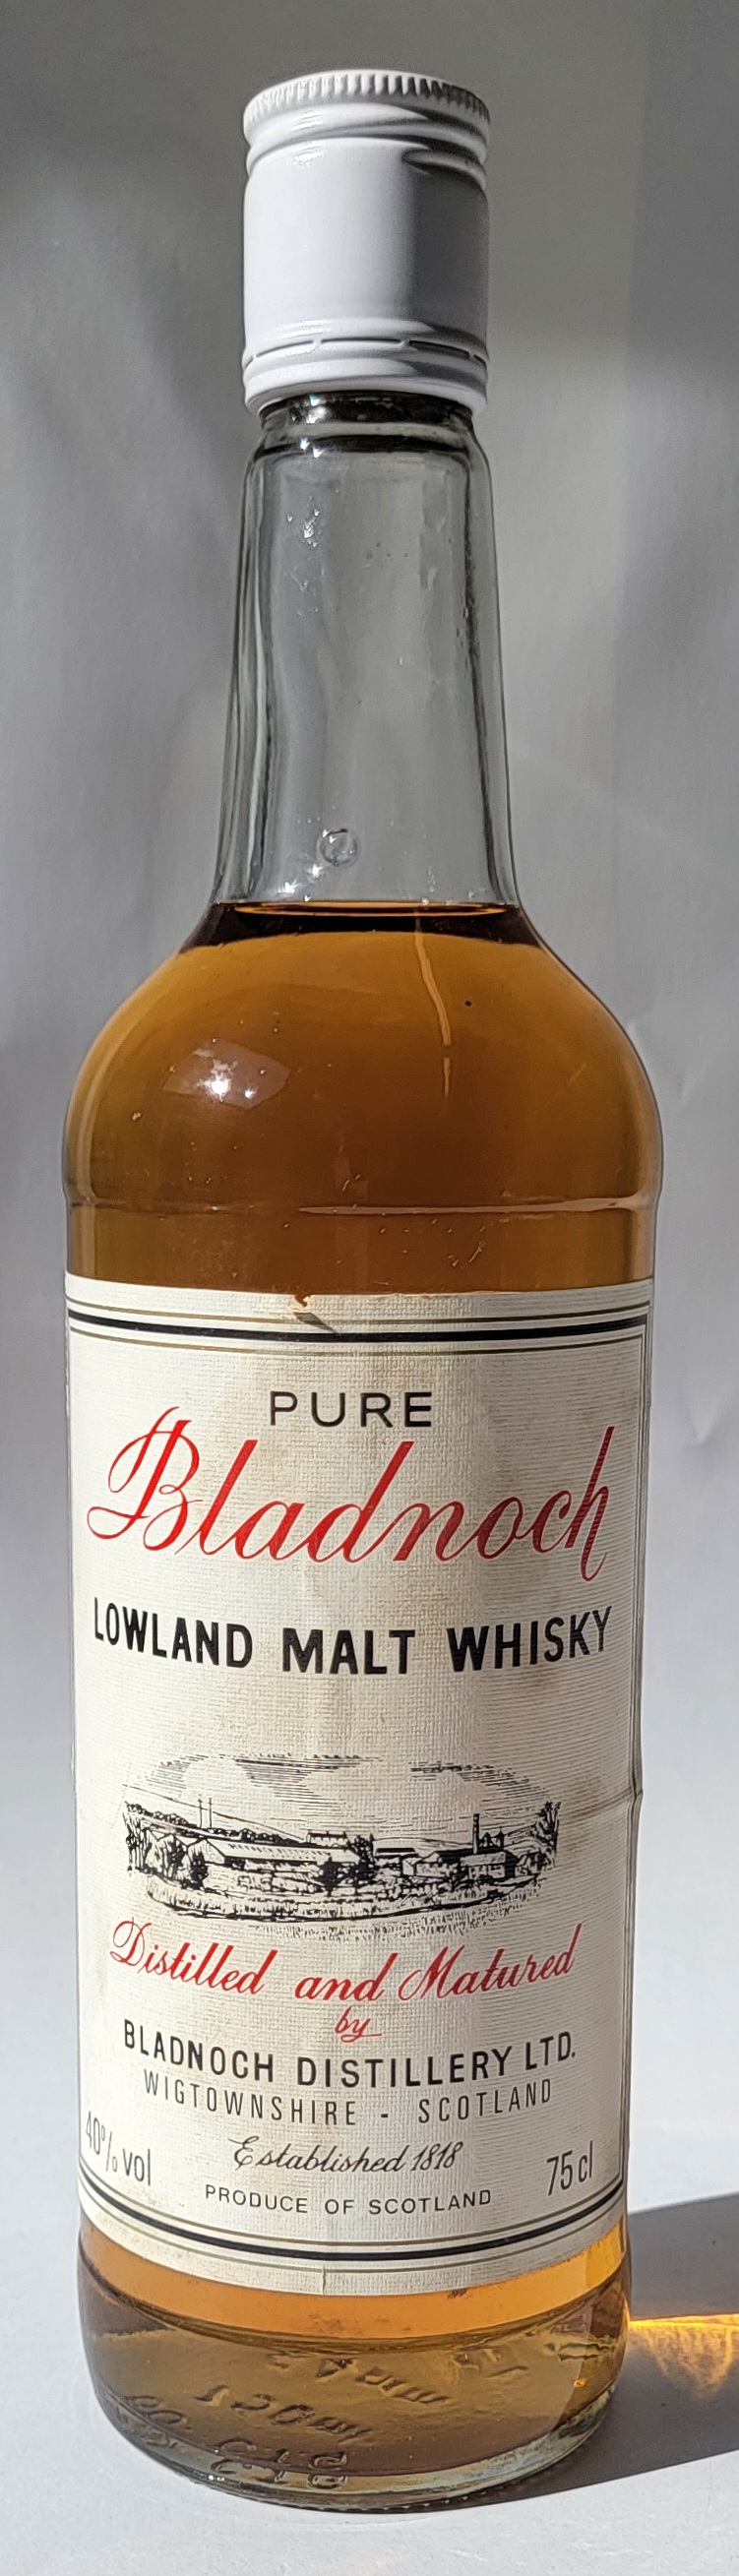 PURE
Bladnoch
LOWLAND MALT WHISKY
Distilled and Matured
by
BLADNOCH DISTILLERY LTD.
WIGTOWNSHIRE - SCOTLAND
Established 1818
40% vol
75 cl
PRODUCE OF SCOTLAND